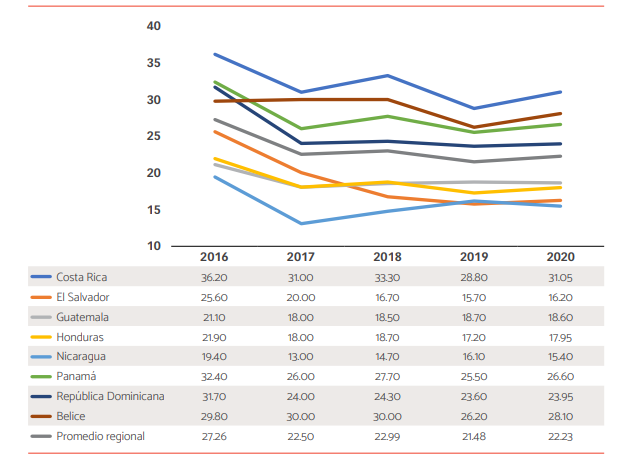 40
35
30
25
20
15
10
2016 2017 2018 2019 2020
Costa Rica 36.20 31.00 33.30 28.80 31.05
El Salvador 25.60 20.00 16.70 15.70 16.20
Guatemala 21.10 18.00 18.50 18.70 18.60
Honduras 21.90 18.00 18.70 17.20 17.95
Nicaragua 19.40 13.00 14.70 16.10 15.40
Panamá 32.40 26.00 27.70 25.50 26.60
República Dominicana 31.70 24.00 24.30 23.60 23.95
Belice 29.80 30.00 30.00 26.20 28.10
Promedio regional 27.26 22.50 22.99 21.48 22.23